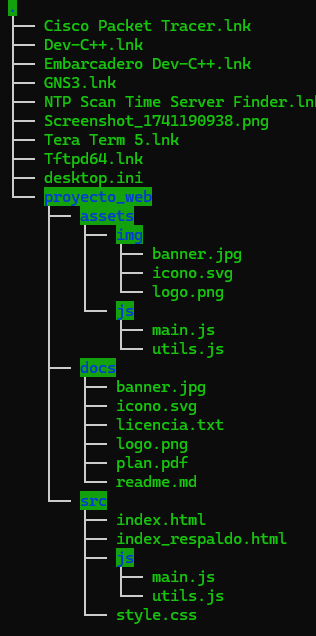 .
Cisco Packet Tracer.lnk
Dev-C++.lnk
Embarcadero Dev-C++.lnk
GNS3.lnk
NTP Scan Time Server Finder.lnk
Screenshot_1741190938.png
Tera Term 5.lnk
Tftpd64.lnk
desktop.ini
proyecto_web
assets
img
banner.jpg
icono.svg
logo.png
js
main.js
utils.js
docs
banner.jpg
icono.svg
licencia.txt
logo.png
plan.pdf
readme.md
src
index.html
index_respaldo.html
js
main.js
utils.js
style.css